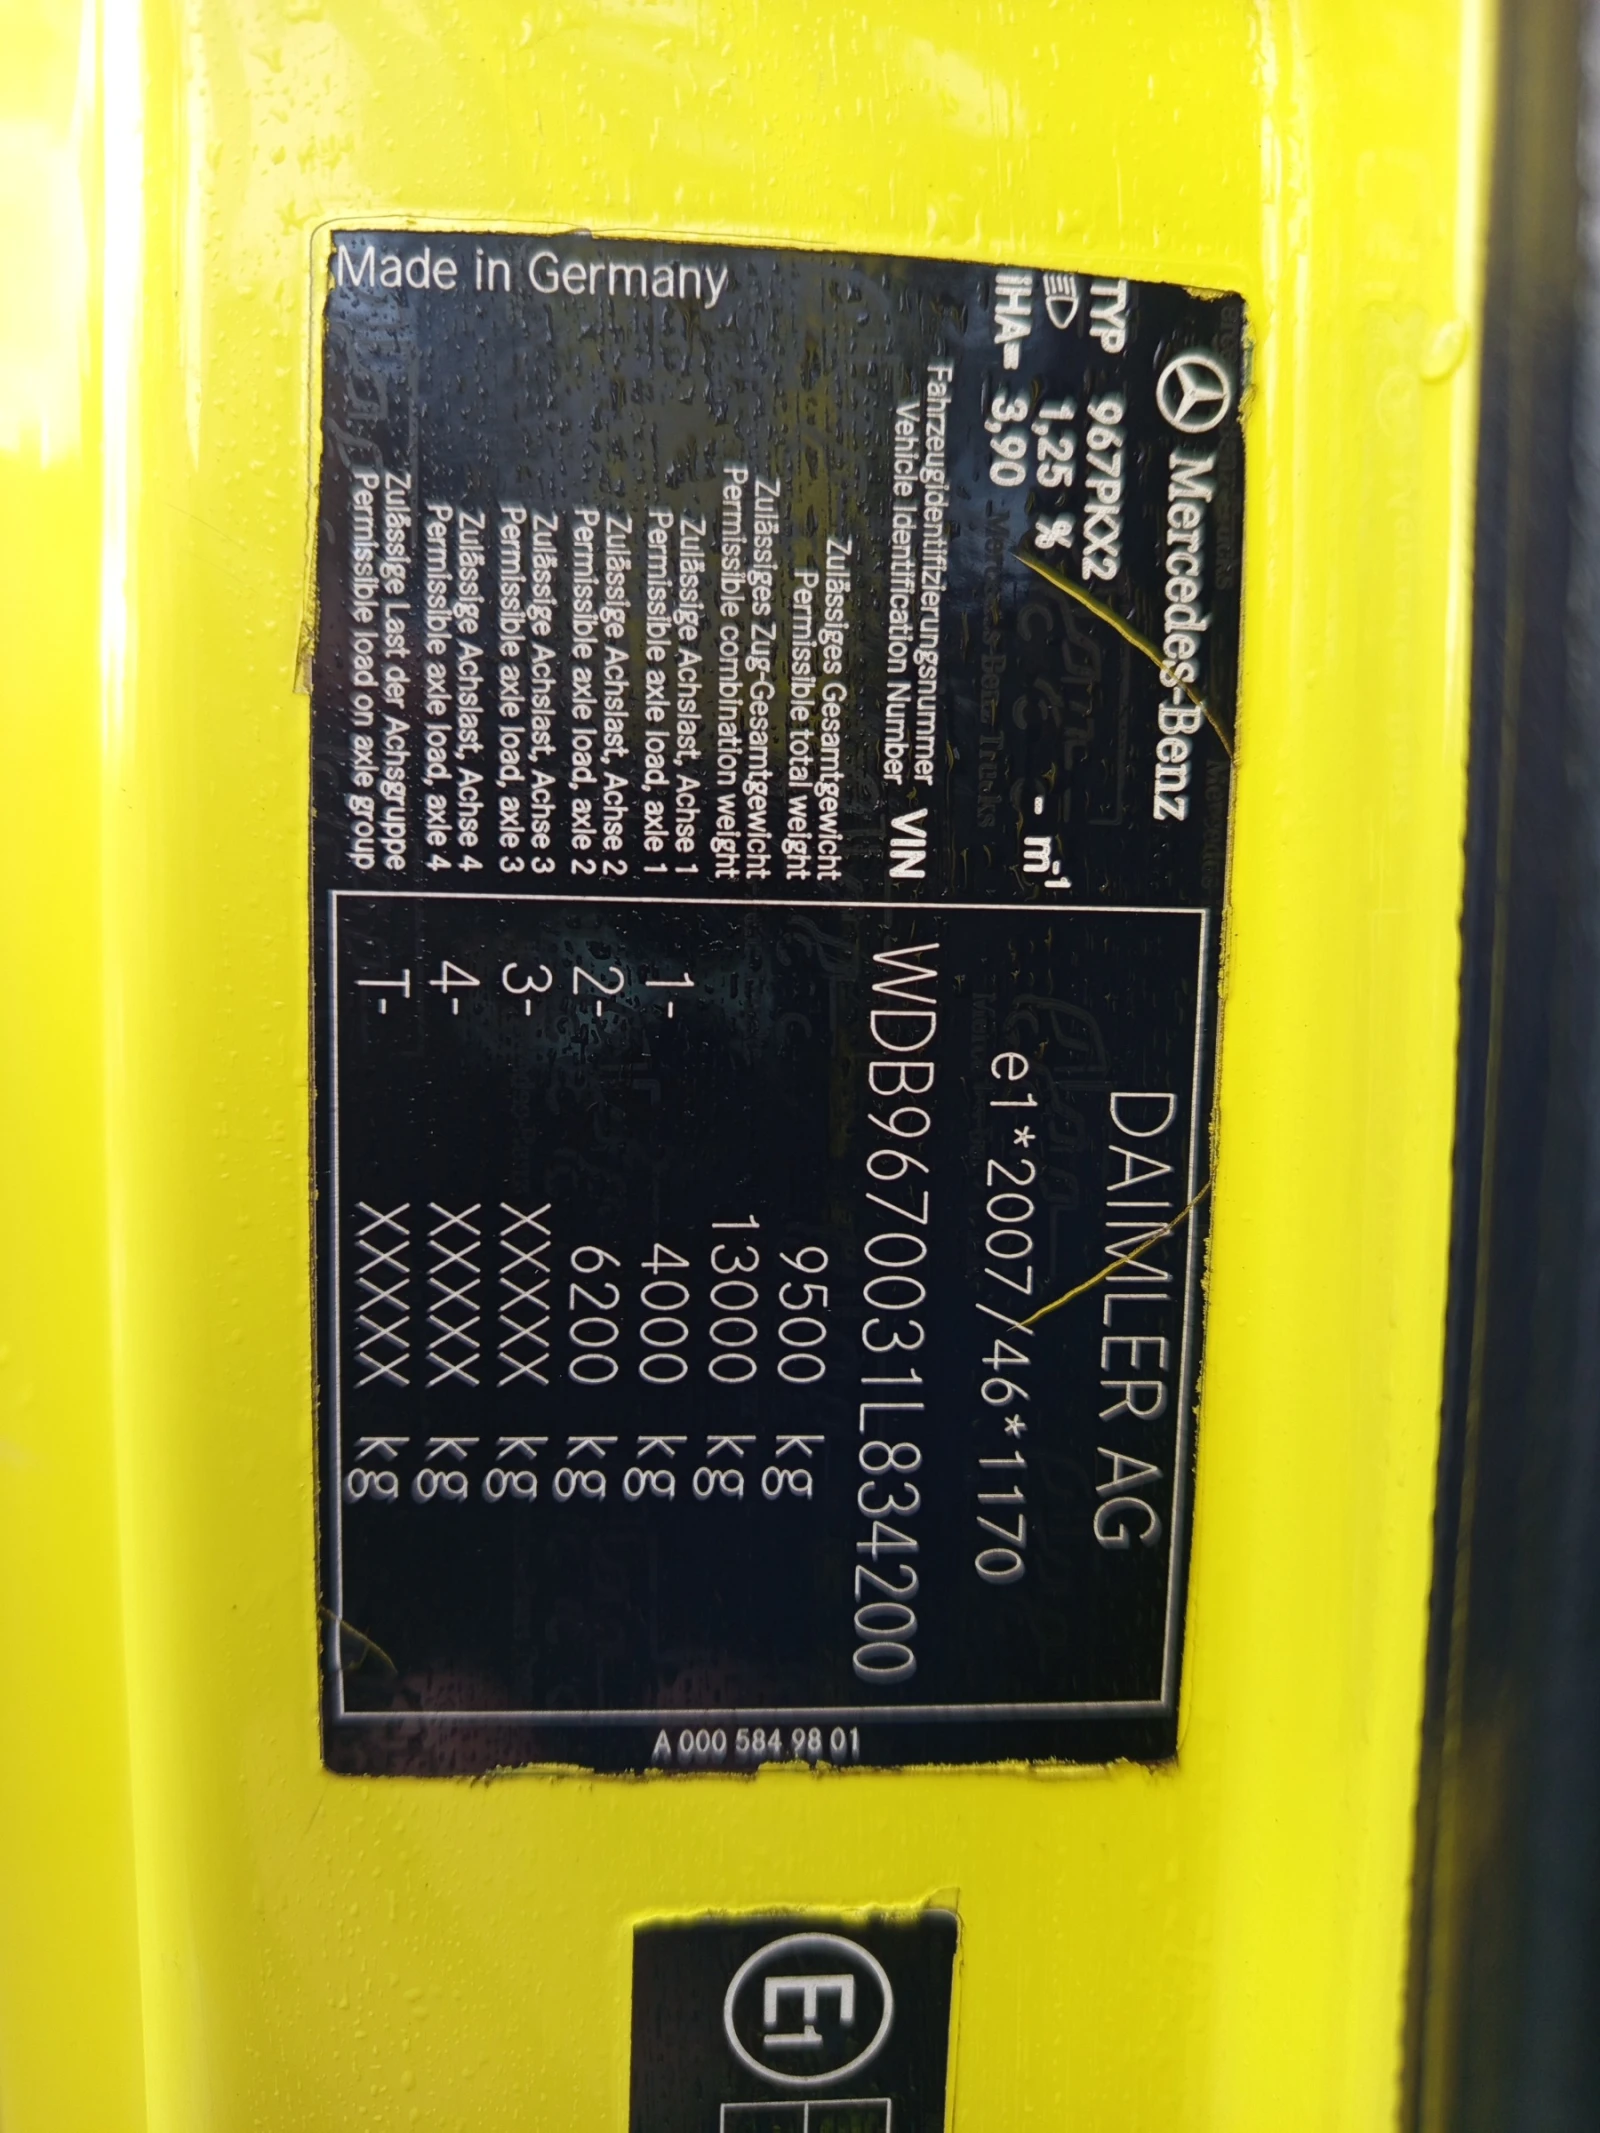 Mercedes-Benz
TYP 967PKX2
1,25 % -- m-1
iHA= 3,90
Fahrzeugidentifizierungsnummer
Vehicle Identification Number VIN
Zulässiges Gesamtgewicht
Permissible total weight
Zulässiges Zug-Gesamtgewicht
Permissible combination weight
Zulässige Achslast, Achse 1
Permissible axle load, axle 1
Zulässige Achslast, Achse 2
Permissible axle load, axle 2
Zulässige Achslast, Achse 3
Permissible axle load, axle 3
Zulässige Achslast, Achse 4
Permissible axle load, axle 4
Zulässige Last der Achsgruppe
Permissible load on axle group
Made in Germany
DAIMLER AG
e1*2007/46*1170
WDB9670031L834200
9500 kg
13000 kg
1- 4000 kg
2- 6200 kg
3- XXXXX kg
4- XXXXX kg
T- XXXXX kg
A 000 584 98 01
E1